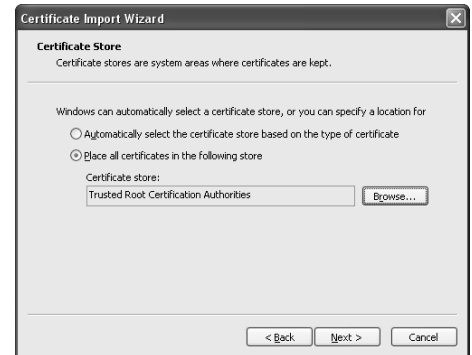 Certificate Import Wizard
Certificate Store
Certificate stores are system areas where certificates are kept.
Windows can automatically select a certificate store, or you can specify a location for
Automatically select the certificate store based on the type of certificate
Place all certificates in the following store
Certificate store:
Trusted Root Certification Authorities
Browse...
< Back
Next >
Cancel